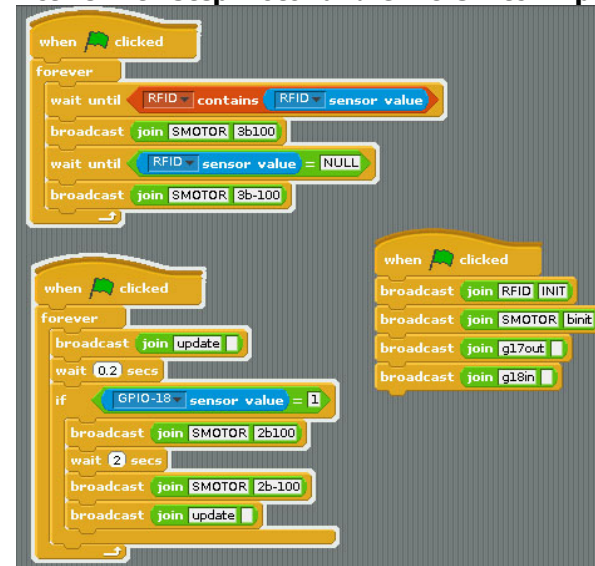 when clicked
forever
wait until RFID contains RFID sensor value
broadcast join SMOTOR 3b100
wait until RFID sensor value = NULL
broadcast join SMOTOR 3b-100
when clicked
forever
broadcast join update
wait 0.2 secs
if GPIO-18 sensor value = 1
broadcast join SMOTOR 2b100
wait 2 secs
broadcast join SMOTOR 2b-100
broadcast join update
when clicked
broadcast join RFID INIT
broadcast join SMOTOR binit
broadcast join g17out
broadcast join g18in